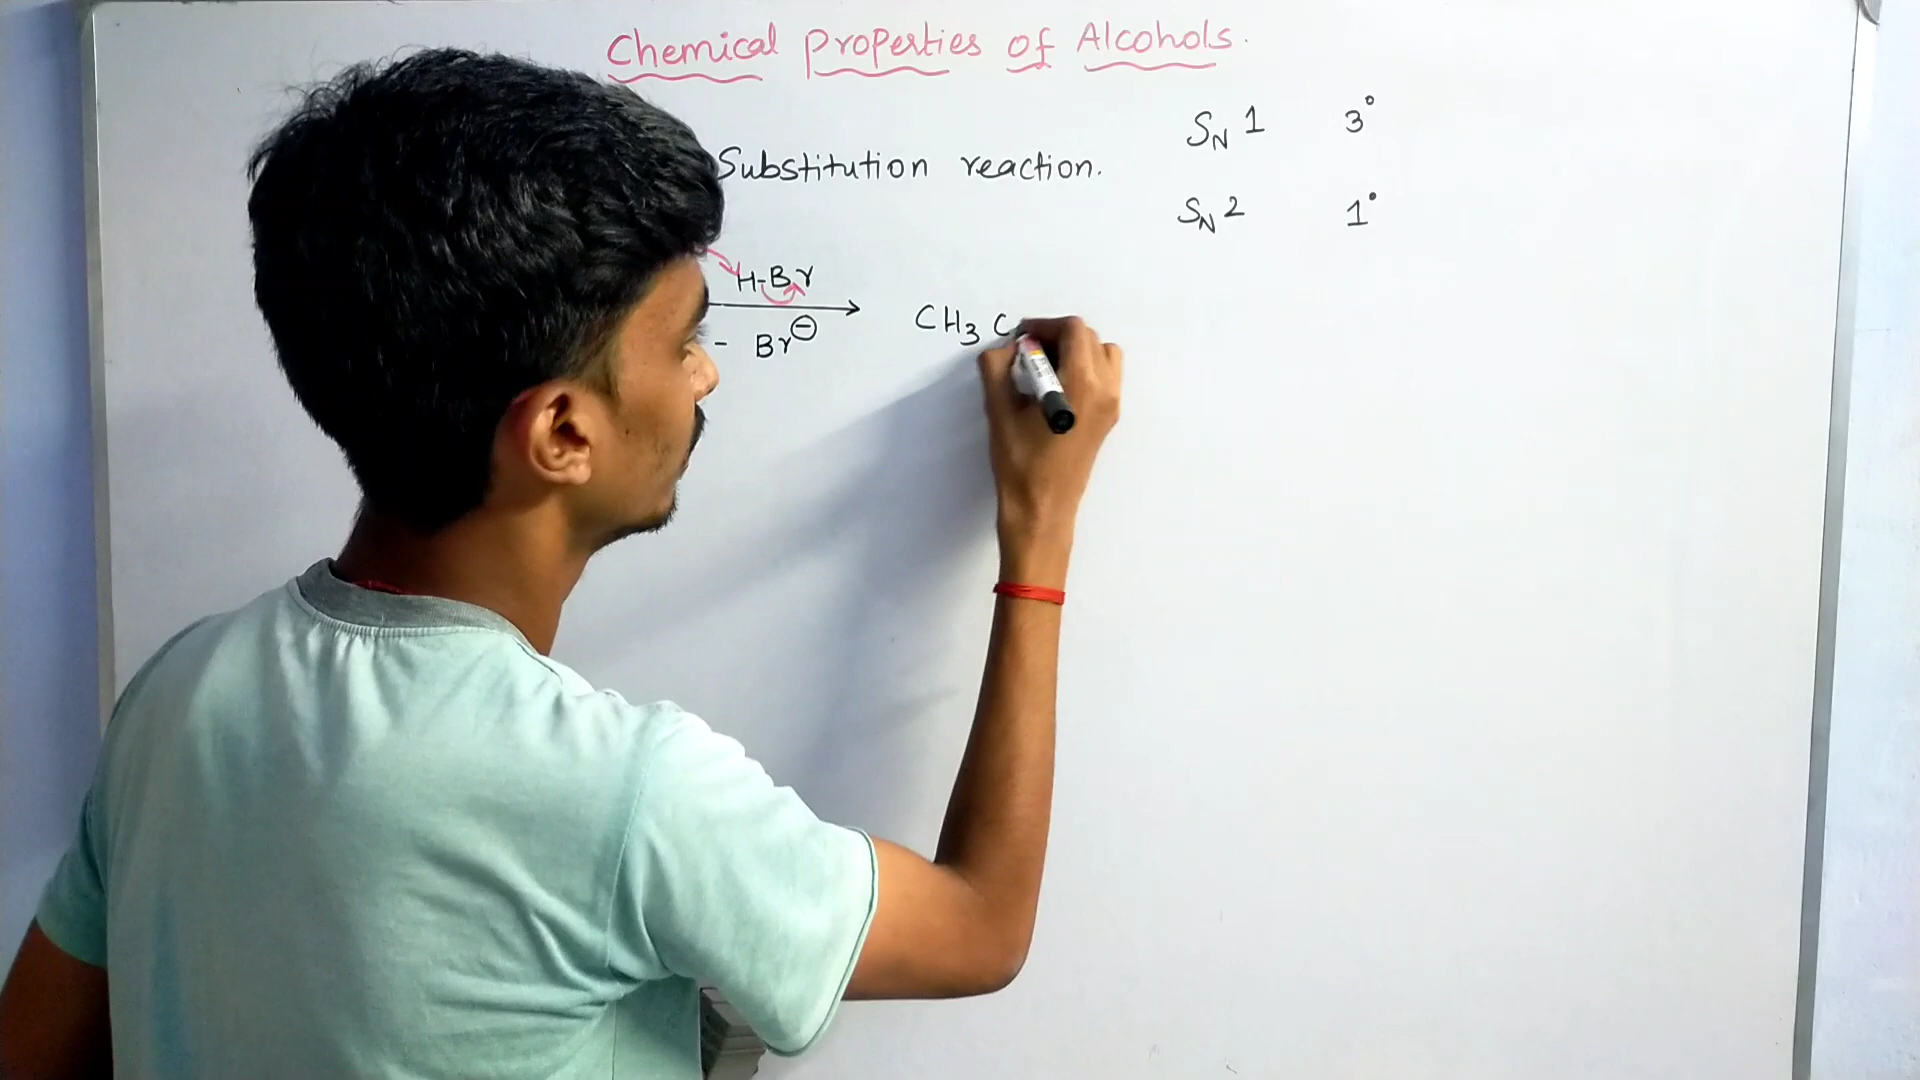 Chemical Properties of Alcohols.
SN 1 3°
Substitution reaction.
SN 2 1°
H-Br
- Br⊖
CH3 C